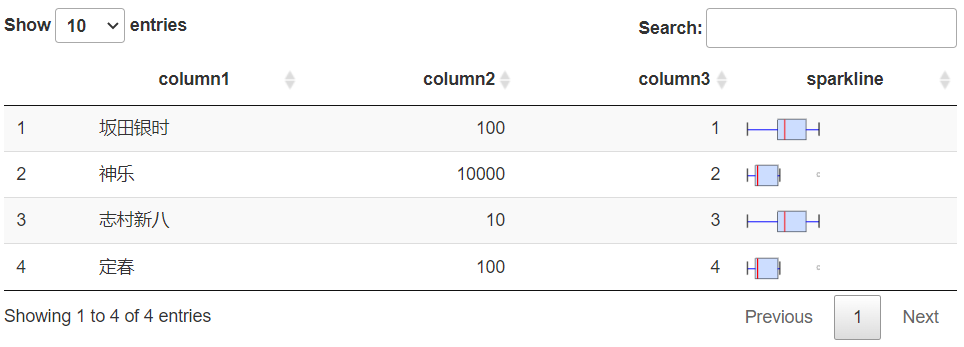 Show 10 entries Search:
column1 column2 column3 sparkline
1 坂田银时 100 1
2 神乐 10000 2
3 志村新八 10 3
4 定春 100 4
Showing 1 to 4 of 4 entries Previous 1 Next